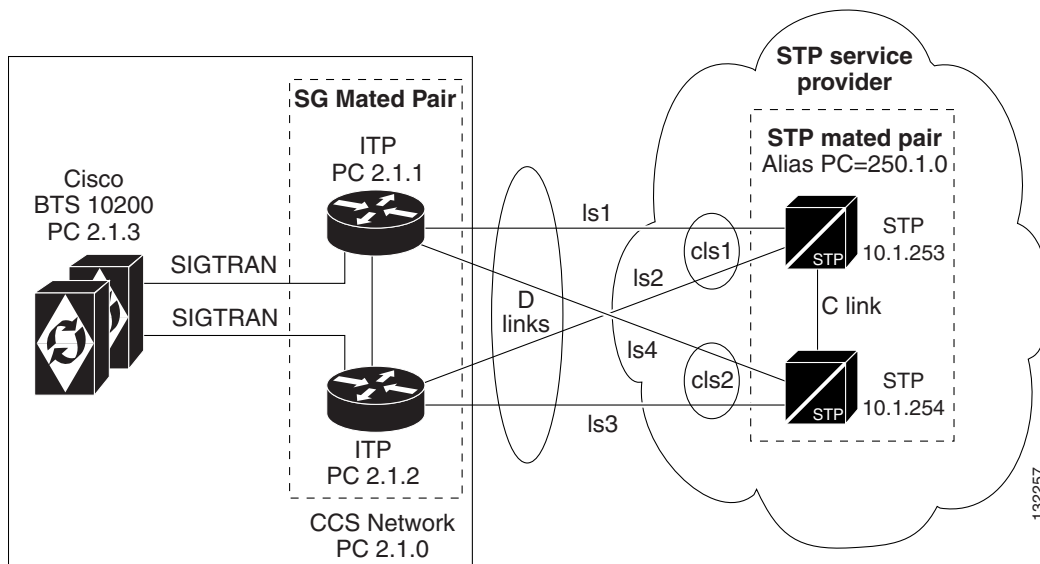 STP service
provider
SG Mated Pair
STP mated pair
Alias PC=250.1.0
ITP
PC 2.1.1
Cisco
BTS 10200
PC 2.1.3
ls1
STP
10.1.253
STP
cls1
SIGTRAN
ls2
D
links
C link
SIGTRAN
ls4
cls2
STP
10.1.254
STP
ls3
ITP
PC 2.1.2
CCS Network
PC 2.1.0
132257